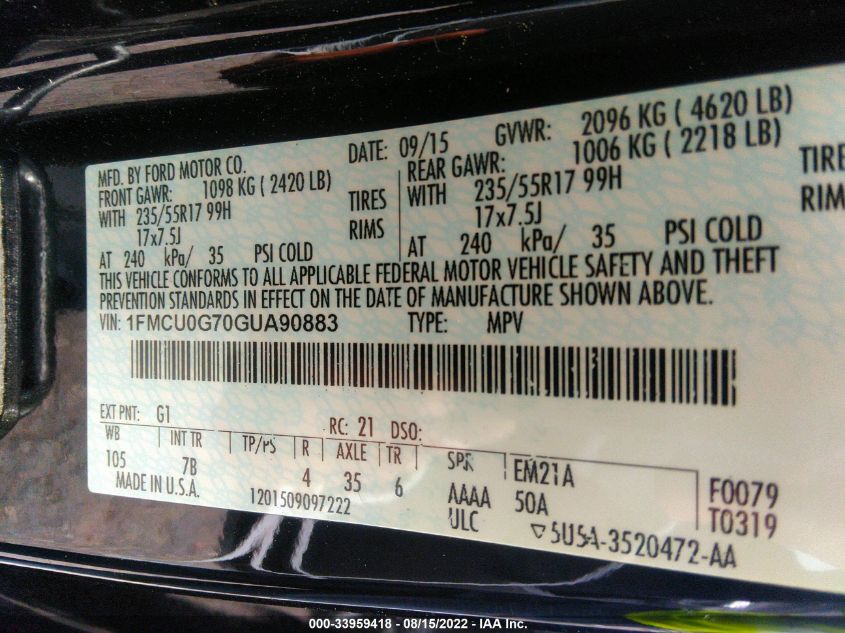 MFD. BY FORD MOTOR CO.
DATE: 09/15 GVWR: 2096 KG ( 4620 LB)
FRONT GAWR: 1098 KG ( 2420 LB)
REAR GAWR: 1006 KG ( 2218 LB)
WITH 235/55R17 99H TIRES
WITH 235/55R17 99H TIRE
17x7.5J RIMS
17x7.5J RIM
AT 240 kPa/ 35 PSI COLD
AT 240 kPa/ 35 PSI COLD
THIS VEHICLE CONFORMS TO ALL APPLICABLE FEDERAL MOTOR VEHICLE SAFETY AND THEFT
PREVENTION STANDARDS IN EFFECT ON THE DATE OF MANUFACTURE SHOWN ABOVE.
VIN: 1FMCU0G70GUA90883 TYPE: MPV
EXT PNT: G1 RC: 21 DSO:
WB INT TR TP/PS R AXLE TR SPR EM21A F0079
105 7B 4 35 6 AAAA 50A T0319
MADE IN U.S.A. 1201509097222 ULC 5U5A-3520472-AA
000-33959418 - 08/15/2022 - IAA Inc.